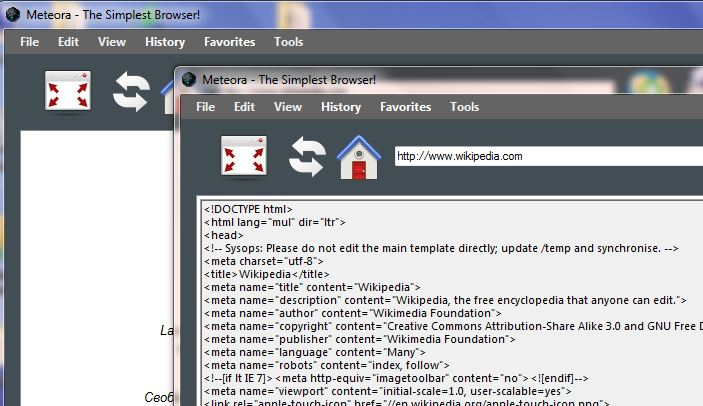 Meteora - The Simplest Browser!
File Edit View History Favorites Tools
Meteora - The Simplest Browser!
File Edit View History Favorites Tools
http://www.wikipedia.com
<!DOCTYPE html>
<html lang="mul" dir="ltr">
<head>
<!-- Sysops: Please do not edit the main template directly; update /temp and synchronise. -->
<meta charset="utf-8">
<title>Wikipedia</title>
<meta name="title" content="Wikipedia">
<meta name="description" content="Wikipedia, the free encyclopedia that anyone can edit.">
<meta name="author" content="Wikimedia Foundation">
<meta name="copyright" content="Creative Commons Attribution-Share Alike 3.0 and GNU Free D
<meta name="publisher" content="Wikimedia Foundation">
<meta name="language" content="Many">
<meta name="robots" content="index, follow">
<!--[if lt IE 7]> <meta http-equiv="imagetoolbar" content="no"> <![endif]-->
<meta name="viewport" content="initial-scale=1.0, user-scalable=yes">
<link rel="apple-touch-icon" href="//en.wikipedia.org/apple-touch-icon.png">
La
Сеоб